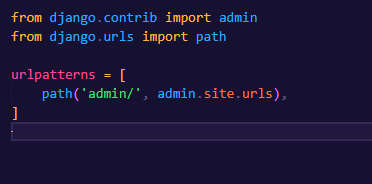 from django.contrib import admin
from django.urls import path

urlpatterns = [
    path('admin/', admin.site.urls),
]